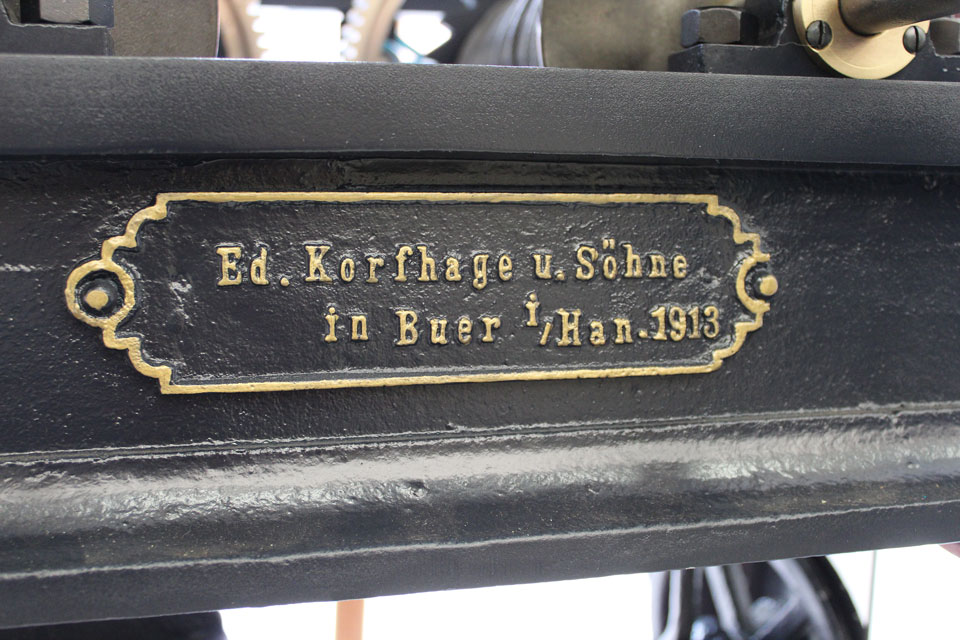 Ed. Korfhage u. Söhne
in Buer i/Han. 1913